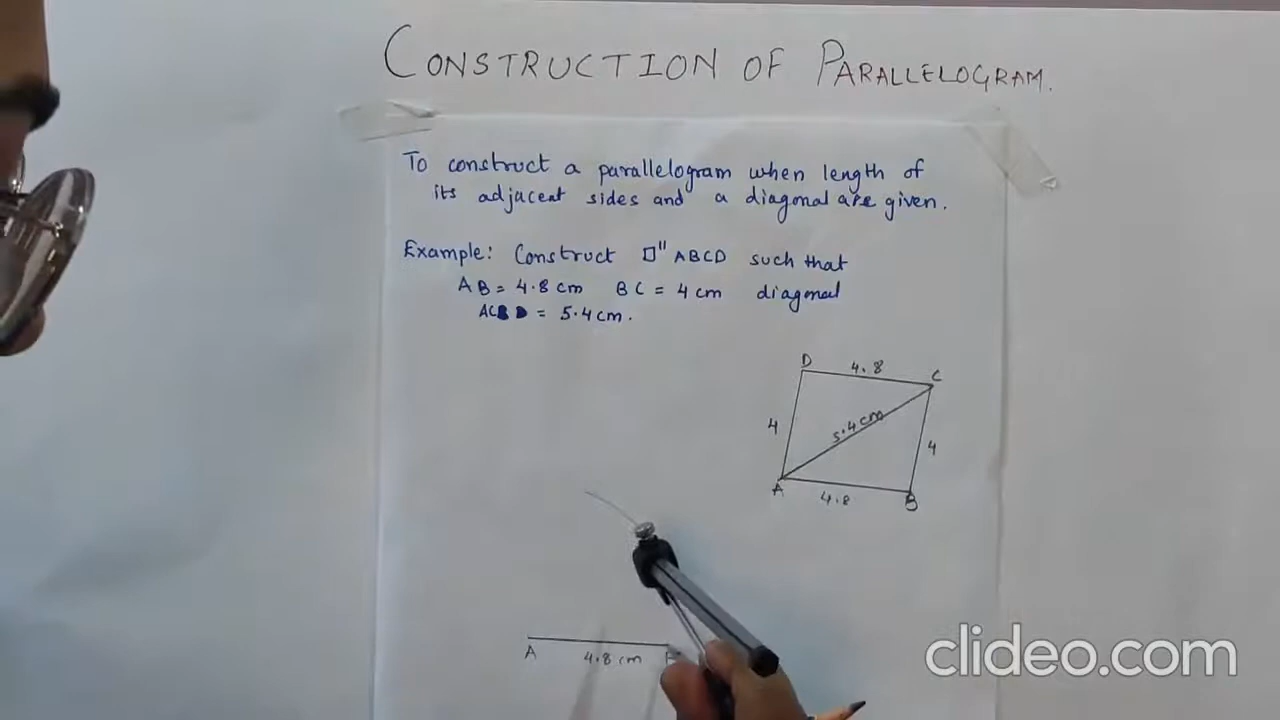 CONSTRUCTION OF PARALLELOGRAM.
To construct a parallelogram when length of
its adjacent sides and a diagonal are given.
Example: Construct □" ABCD such that
AB = 4.8 cm BC = 4 cm diagonal
AC = 5.4 cm.
D 4.8 C
4 5.4 cm 4
A 4.8 B
A 4.8 cm
clideo.com